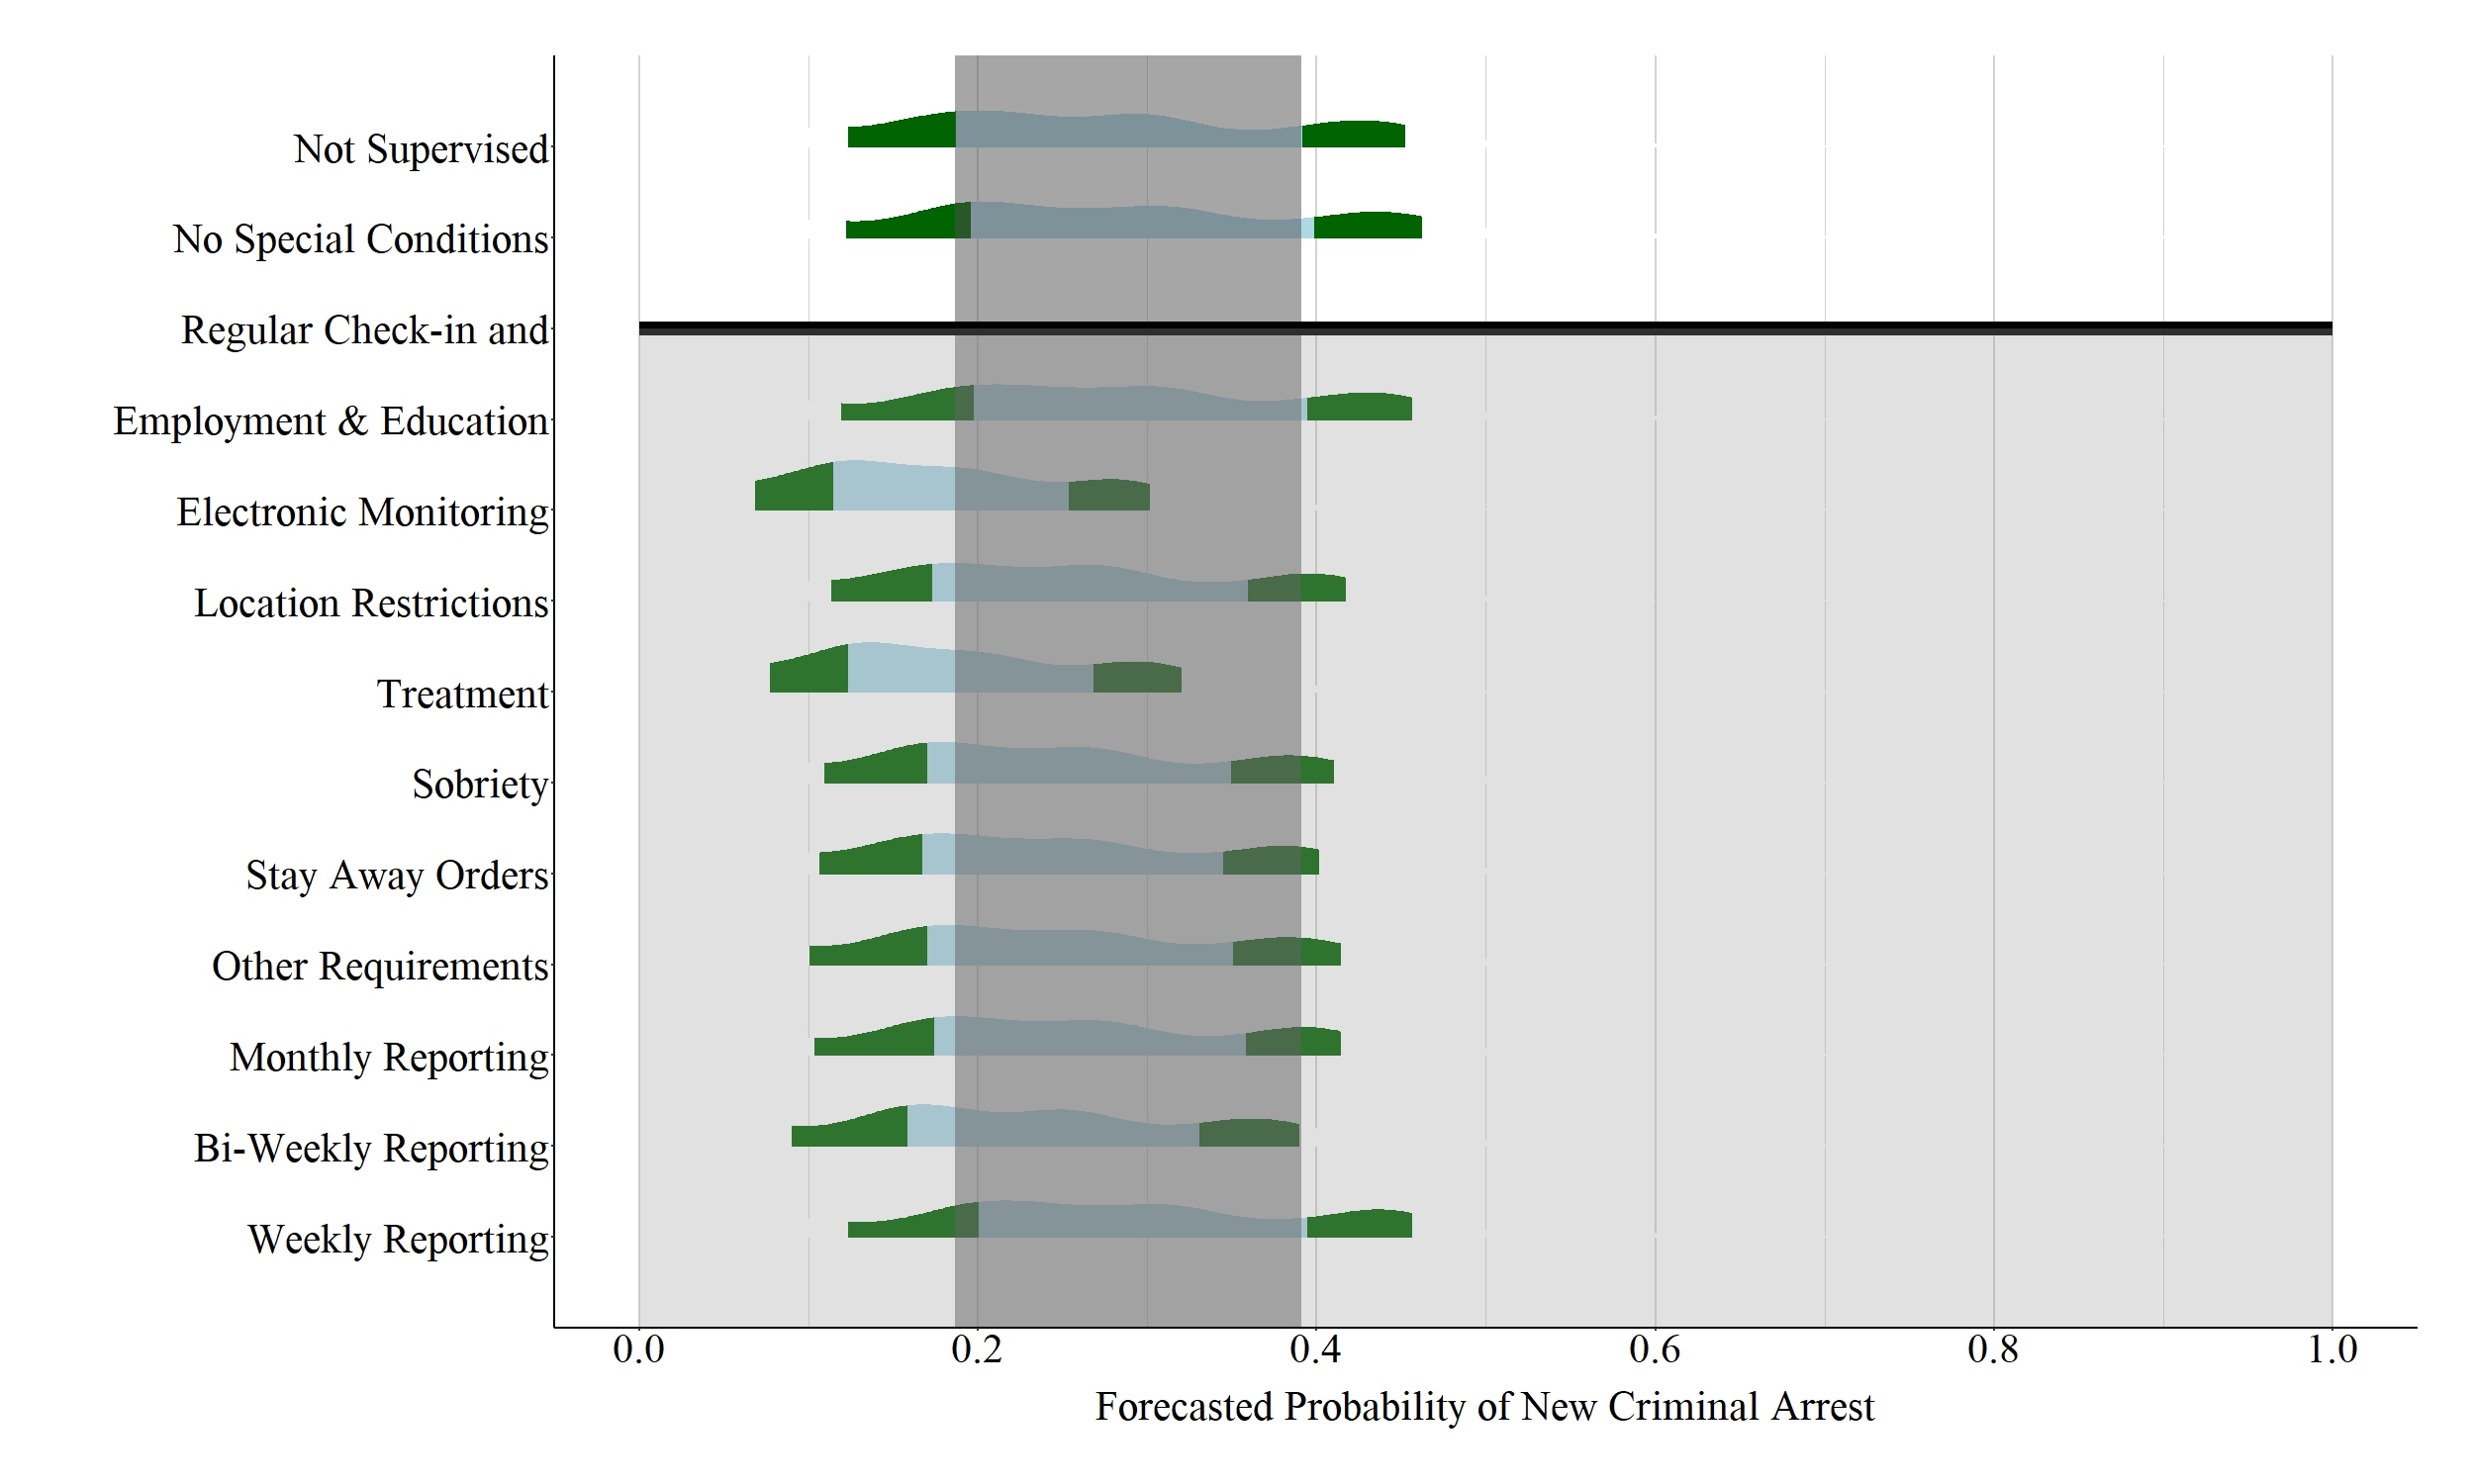 Not Supervised
No Special Conditions
Regular Check-in and
Employment & Education
Electronic Monitoring
Location Restrictions
Treatment
Sobriety
Stay Away Orders
Other Requirements
Monthly Reporting
Bi-Weekly Reporting
Weekly Reporting
0.0 0.2 0.4 0.6 0.8 1.0
Forecasted Probability of New Criminal Arrest